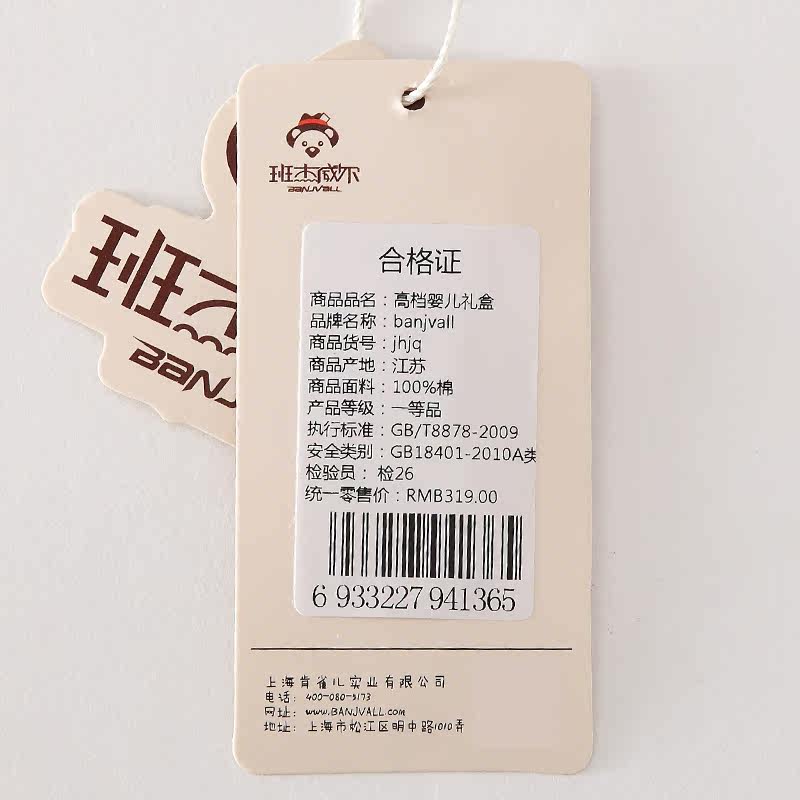 班杰威尔
BANJVALL
合格证
商品品名：高档婴儿礼盒
品牌名称：banjvall
商品货号：jhjq
商品产地：江苏
商品面料：100%棉
产品等级：一等品
执行标准：GB/T8878-2009
安全类别：GB18401-2010A类
检验员： 检26
统一零售价：RMB319.00
6 933227 941365
上海肯雀儿实业有限公司
电话：400-080-5173
网址：www.BANJVALL.com
地址：上海市松江区明中路1010弄
班杰
BANJ